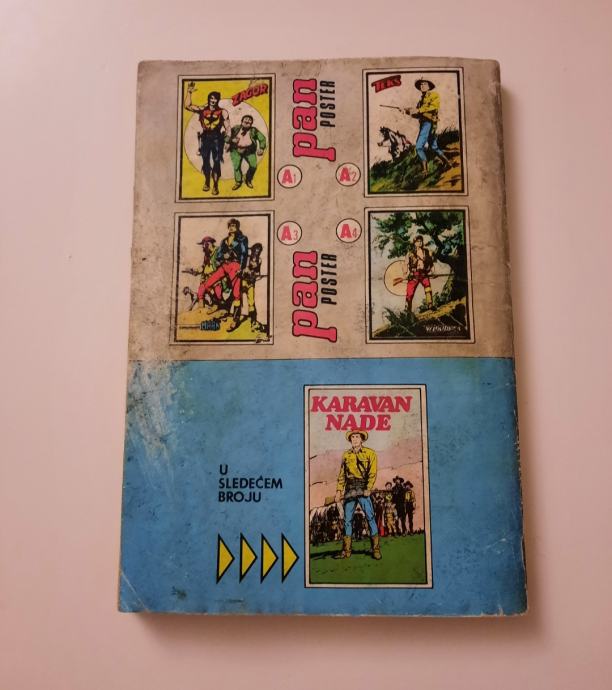 ZAGOR
pan
POSTER
TEKS
A1
A2
A3
A4
pan
POSTER
KARAVAN
NADE
U
SLEDEĆEM
BROJU